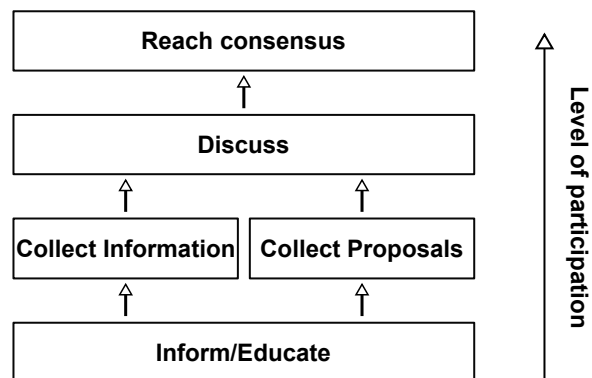 Reach consensus
Discuss
Collect Information
Collect Proposals
Inform/Educate
Level of participation